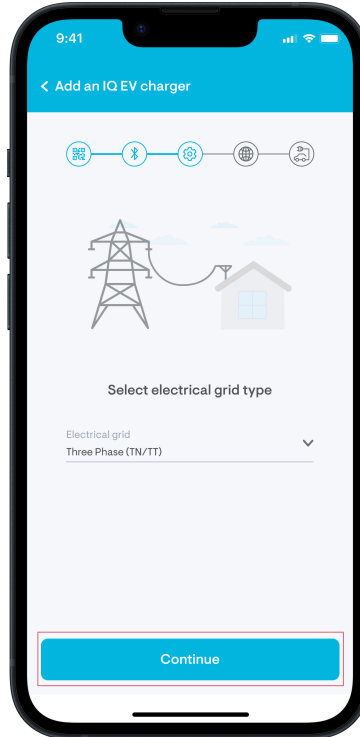 9:41
Add an IQ EV charger
Select electrical grid type
Electrical grid
Three Phase (TN/TT)
Continue